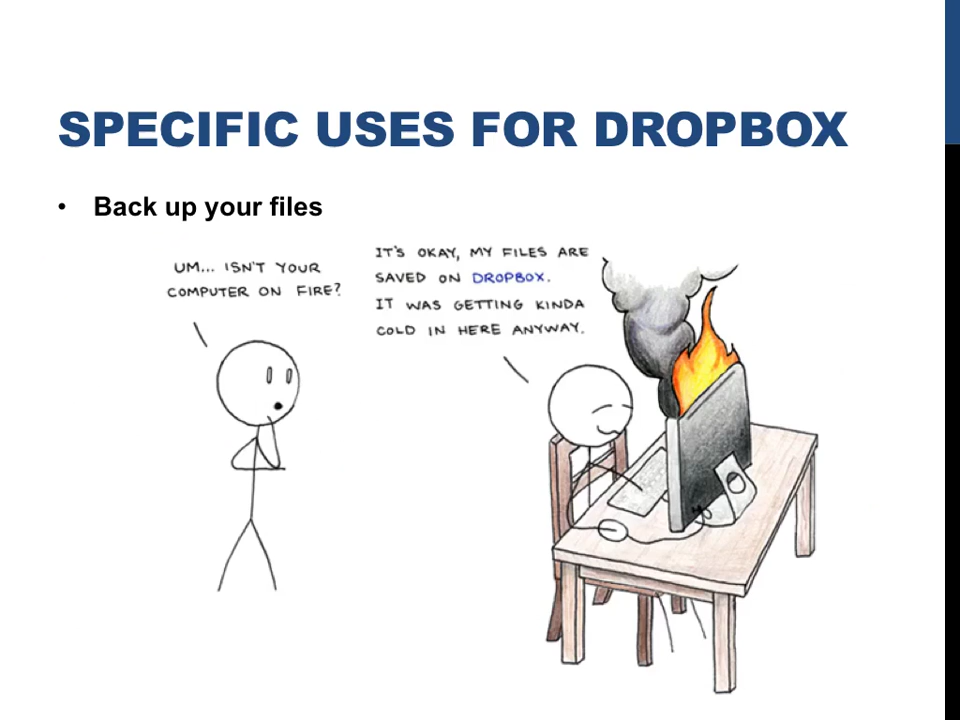 SPECIFIC USES FOR DROPBOX
• Back up your files
UM... ISN'T YOUR
COMPUTER ON FIRE?
IT'S OKAY, MY FILES ARE
SAVED ON DROPBOX.
IT WAS GETTING KINDA
COLD IN HERE ANYWAY.